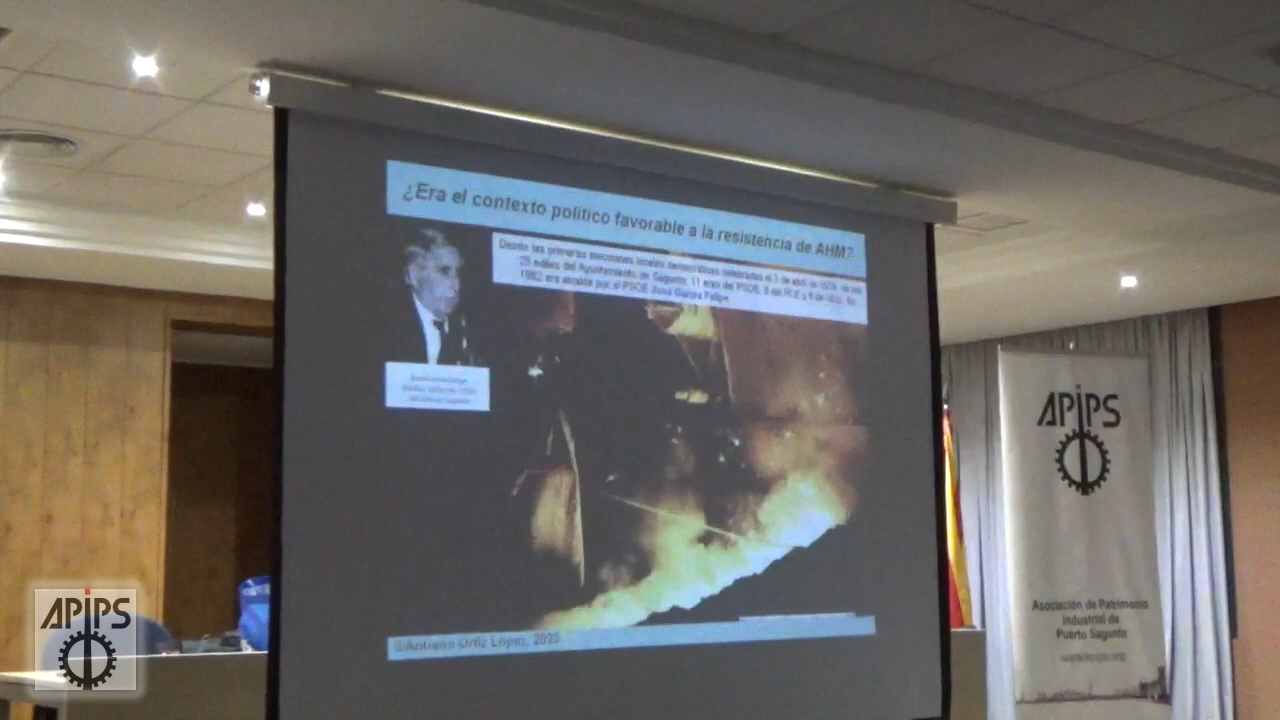 ¿Era el contexto político favorable a la resistencia de AHM?
Desde las primeras elecciones locales democráticas celebradas el 3 de abril de 1979, de los
25 ediles del Ayuntamiento de Sagunto, 11 eran del PSOE, 8 del PCE y 6 de UCD. En
1982 era alcalde por el PSOE José García Felipe
©Antonio Ortiz López, 2023
APIPS
Asociación de Patrimonio
Industrial de
Puerto Sagunto
APIPS